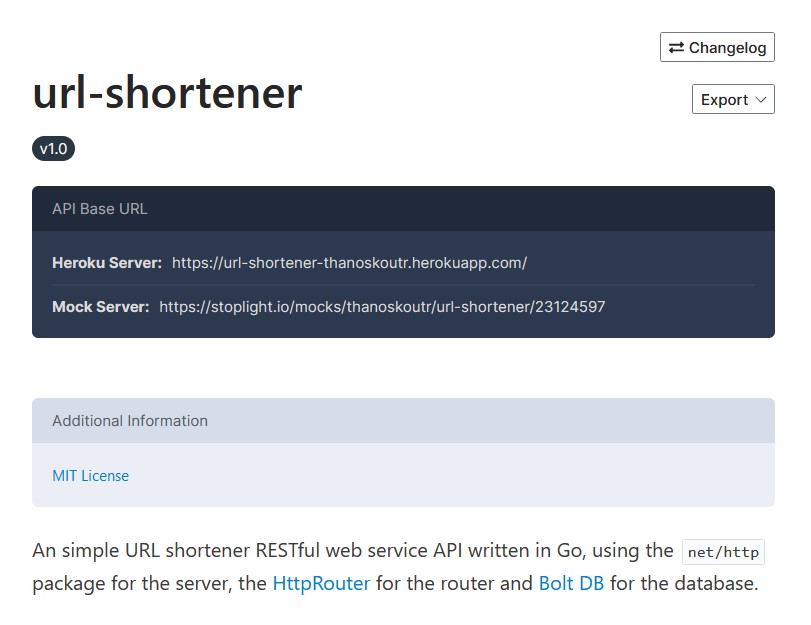 Changelog
url-shortener
Export
v1.0
API Base URL
Heroku Server: https://url-shortener-thanoskoutr.herokuapp.com/
Mock Server: https://stoplight.io/mocks/thanoskoutr/url-shortener/23124597
Additional Information
MIT License
An simple URL shortener RESTful web service API written in Go, using the net/http
package for the server, the HttpRouter for the router and Bolt DB for the database.